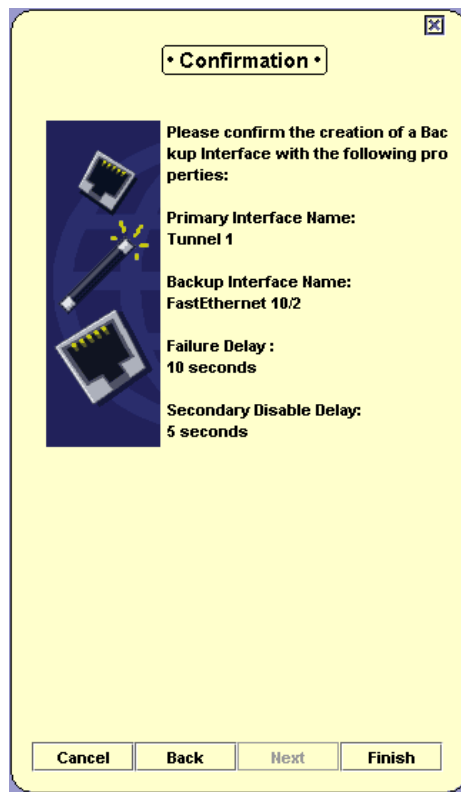 • Confirmation •
Please confirm the creation of a Bac
kup Interface with the following pro
perties:
Primary Interface Name:
Tunnel 1
Backup Interface Name:
FastEthernet 10/2
Failure Delay :
10 seconds
Secondary Disable Delay:
5 seconds
Cancel Back Next Finish